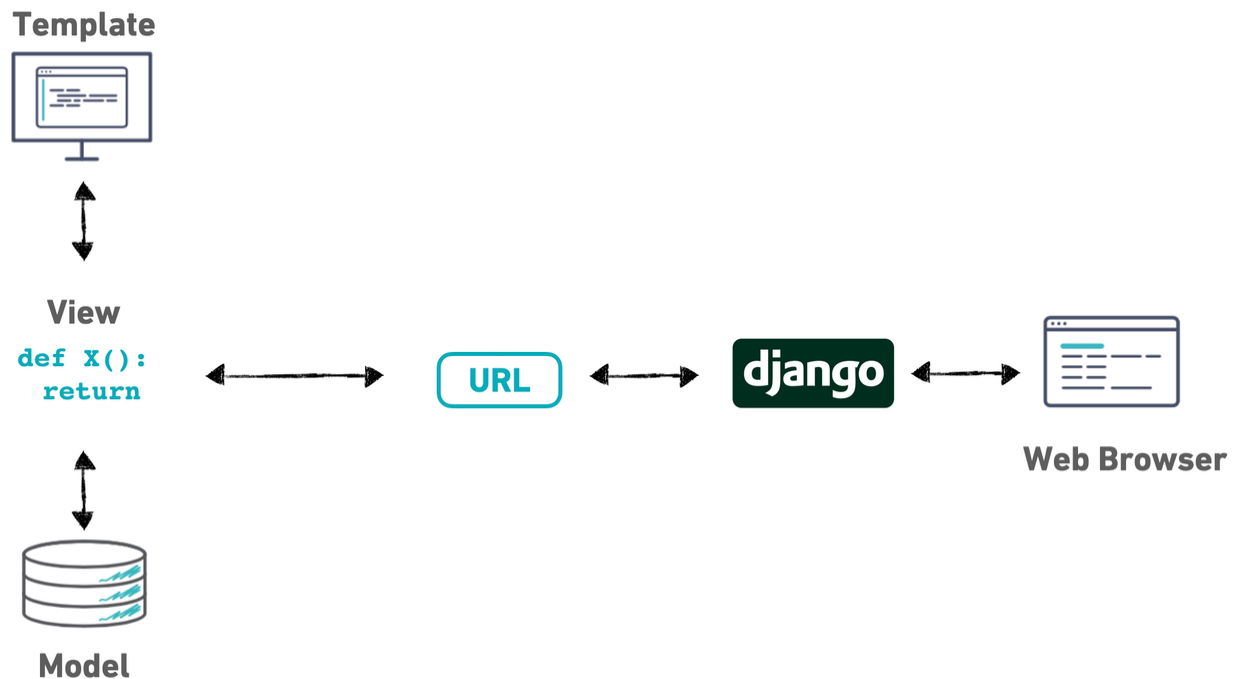 Template
View
def X():
return
URL
django
Web Browser
Model